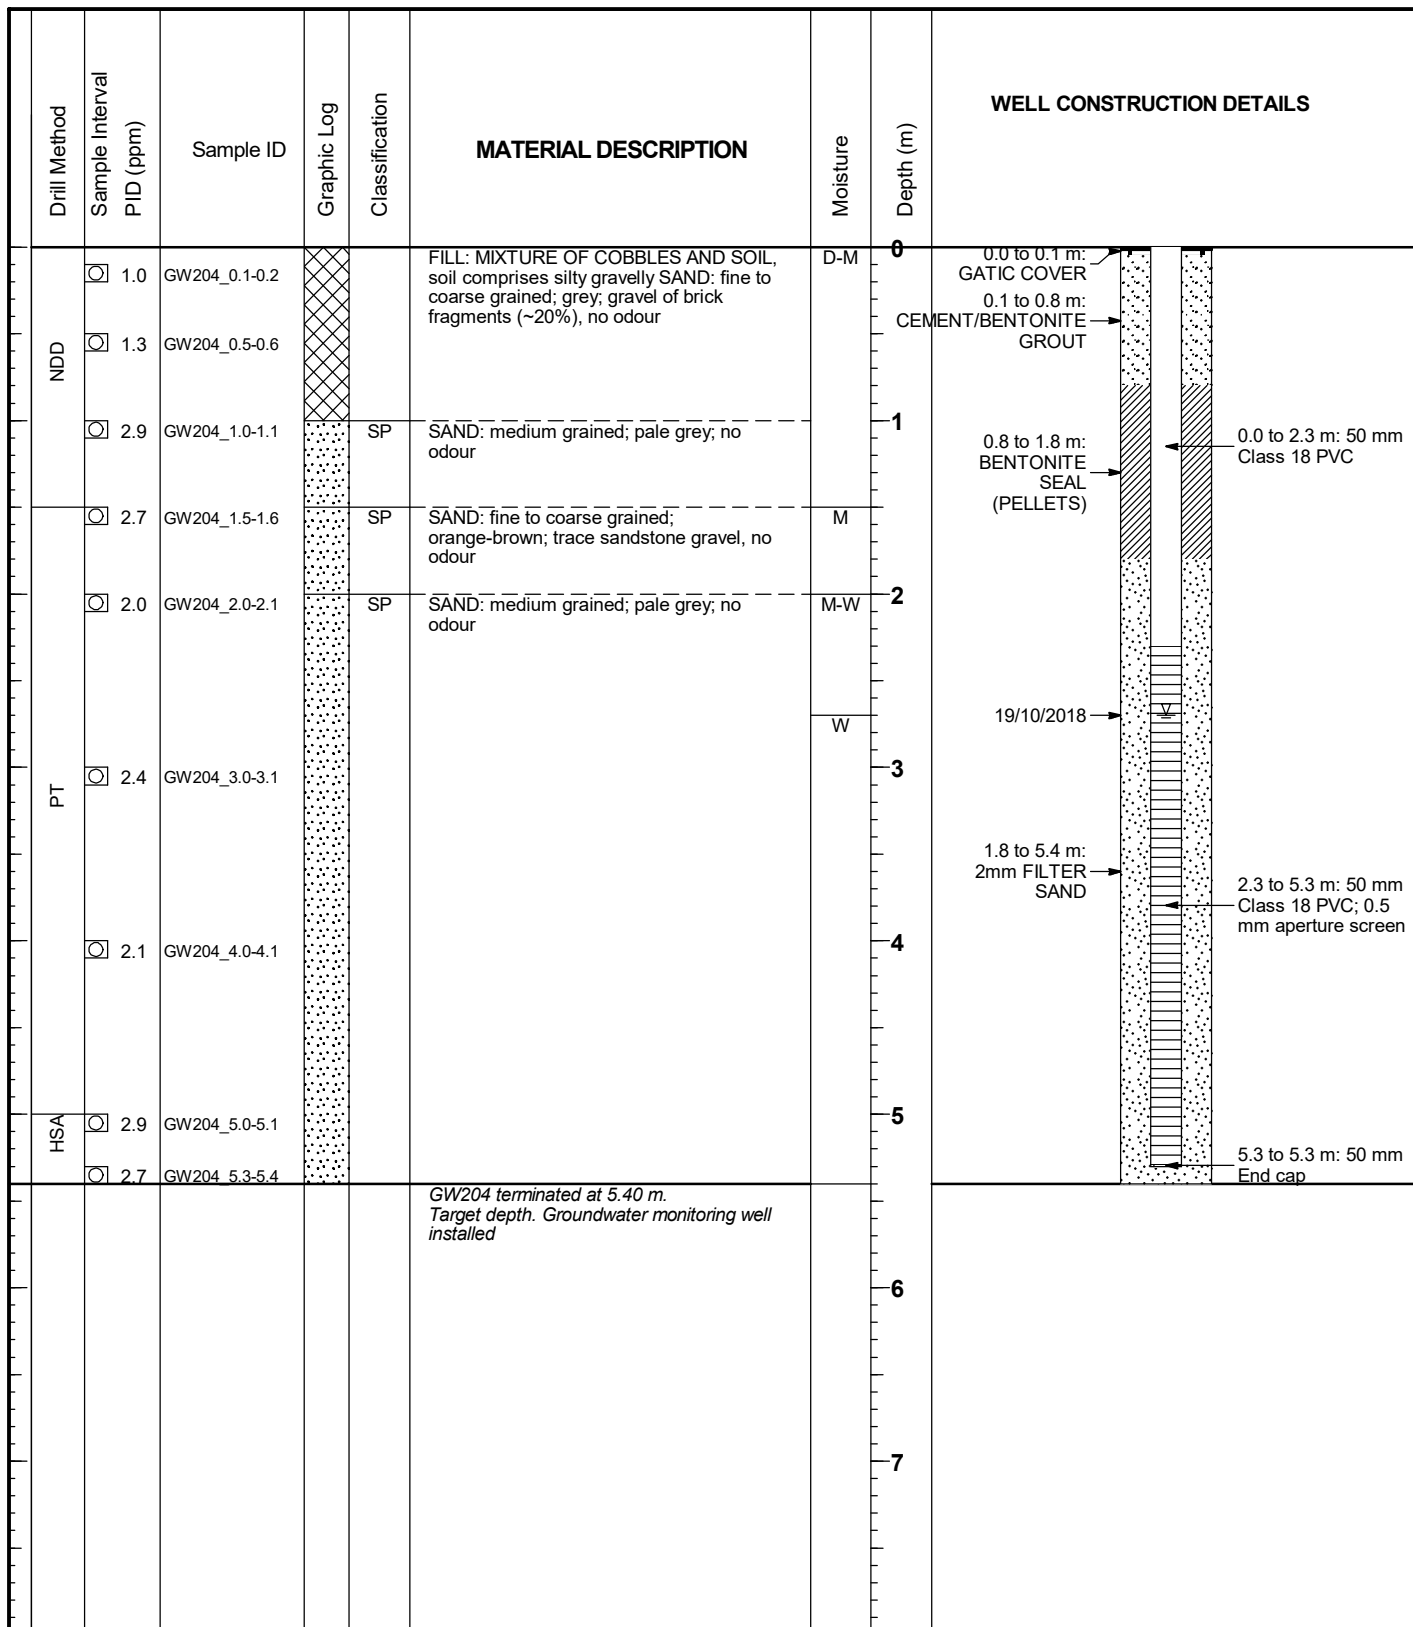 Drill Method
Sample Interval
PID (ppm)
Sample ID
Graphic Log
Classification
MATERIAL DESCRIPTION
Moisture
Depth (m)
WELL CONSTRUCTION DETAILS
NDD
PT
HSA
1.0 GW204_0.1-0.2
1.3 GW204_0.5-0.6
2.9 GW204_1.0-1.1
2.7 GW204_1.5-1.6
2.0 GW204_2.0-2.1
2.4 GW204_3.0-3.1
2.1 GW204_4.0-4.1
2.9 GW204_5.0-5.1
2.7 GW204_5.3-5.4
SP
SP
SP
FILL: MIXTURE OF COBBLES AND SOIL,
soil comprises silty gravelly SAND: fine to
coarse grained; grey; gravel of brick
fragments (~20%), no odour
SAND: medium grained; pale grey; no
odour
SAND: fine to coarse grained;
orange-brown; trace sandstone gravel, no
odour
SAND: medium grained; pale grey; no
odour
GW204 terminated at 5.40 m.
Target depth. Groundwater monitoring well
installed
D-M
M
M-W
W
0
1
2
3
4
5
6
7
0.0 to 0.1 m:
GATIC COVER
0.1 to 0.8 m:
CEMENT/BENTONITE
GROUT
0.8 to 1.8 m:
BENTONITE
SEAL
(PELLETS)
19/10/2018
1.8 to 5.4 m:
2mm FILTER
SAND
0.0 to 2.3 m: 50 mm
Class 18 PVC
2.3 to 5.3 m: 50 mm
Class 18 PVC; 0.5
mm aperture screen
5.3 to 5.3 m: 50 mm
End cap